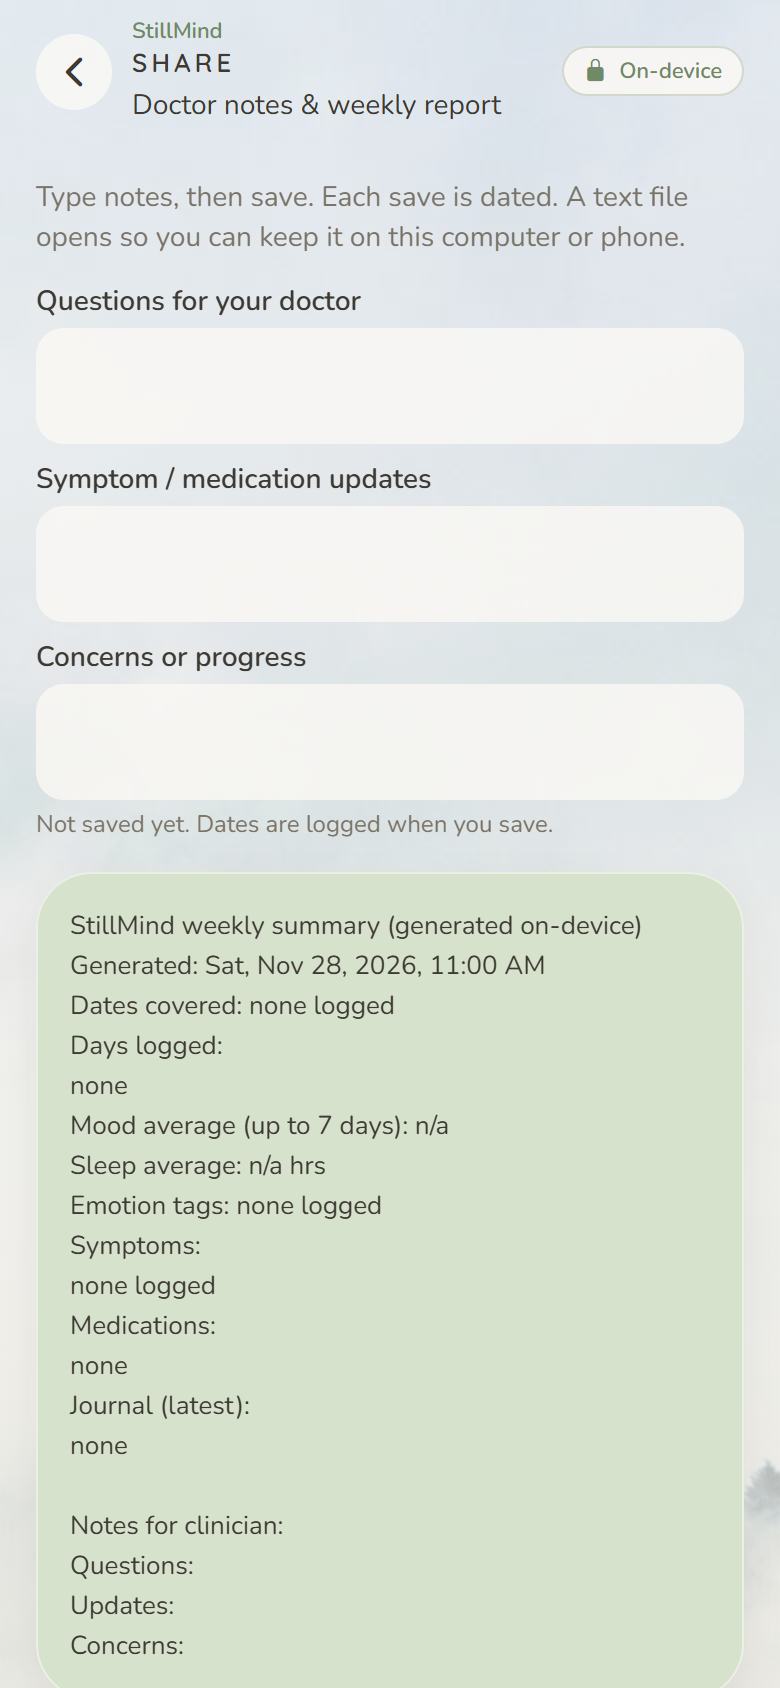 StillMind
SHARE
Doctor notes & weekly report
On-device
Type notes, then save. Each save is dated. A text file
opens so you can keep it on this computer or phone.
Questions for your doctor
Symptom / medication updates
Concerns or progress
Not saved yet. Dates are logged when you save.
StillMind weekly summary (generated on-device)
Generated: Sat, Nov 28, 2026, 11:00 AM
Dates covered: none logged
Days logged:
none
Mood average (up to 7 days): n/a
Sleep average: n/a hrs
Emotion tags: none logged
Symptoms:
none logged
Medications:
none
Journal (latest):
none
Notes for clinician:
Questions:
Updates:
Concerns: